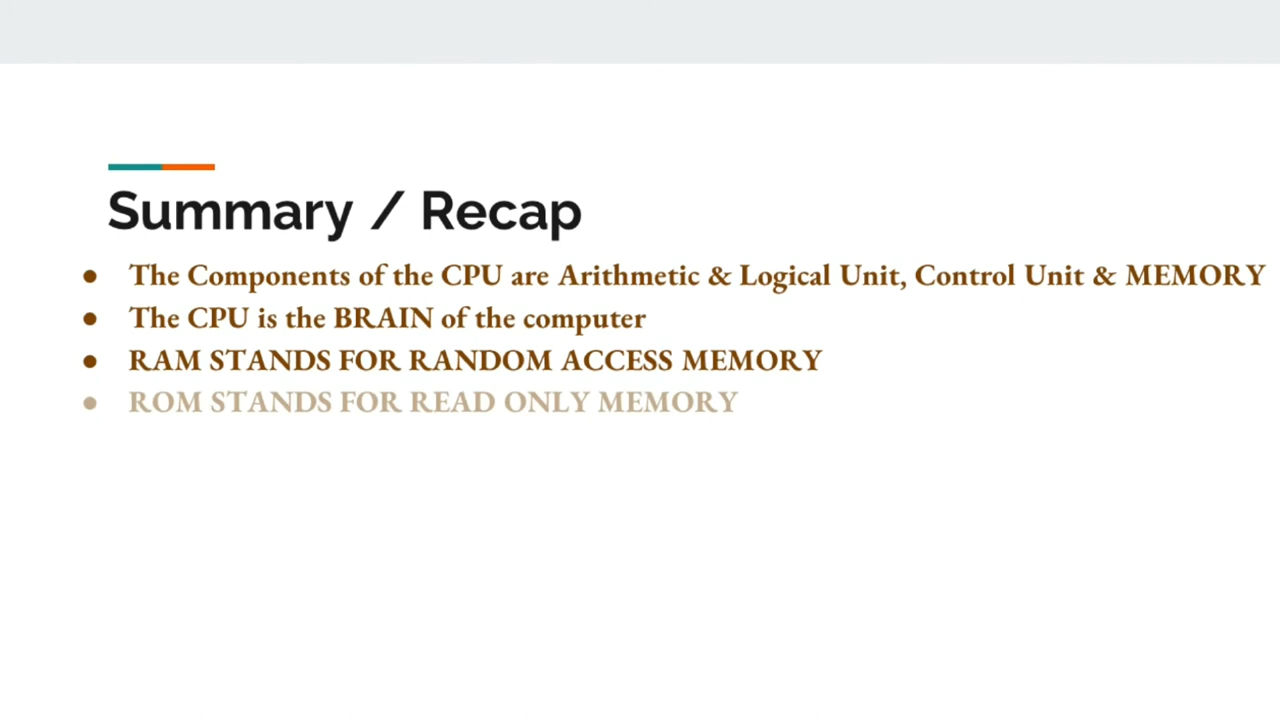 Summary / Recap
● The Components of the CPU are Arithmetic & Logical Unit, Control Unit & MEMORY
● The CPU is the BRAIN of the computer
● RAM STANDS FOR RANDOM ACCESS MEMORY
● ROM STANDS FOR READ ONLY MEMORY